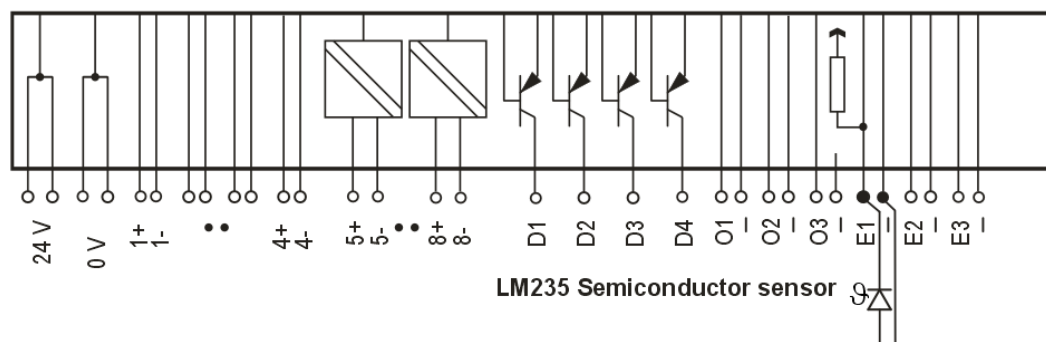 24 V
0 V
1+
1-
••
4+
4-
5+
5-
••
8+
8-
D1
D2
D3
D4
O1
–
O2
–
O3
–
E1
–
E2
–
E3
–
LM235 Semiconductor sensor ϑ